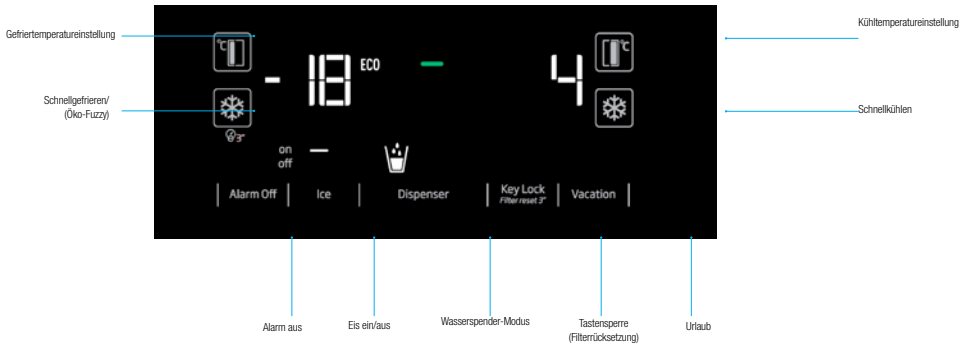 Gefriertemperatureinstellung
Kühltemperatureinstellung
°C
°C
- 18 ECO
4
Schnellgefrieren/
(Öko-Fuzzy)
Schnellkühlen
3"
on
off
Alarm Off
Ice
Dispenser
Key Lock
Filter reset 3"
Vacation
Alarm aus
Eis ein/aus
Wasserspender-Modus
Tastensperre
(Filterrücksetzung)
Urlaub